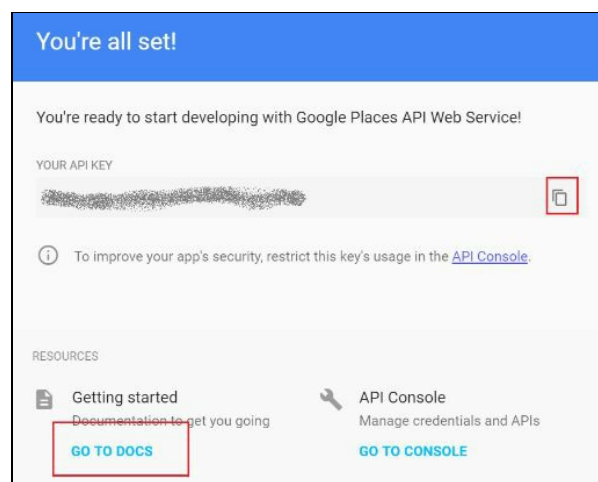 You're all set!
You're ready to start developing with Google Places API Web Service!
YOUR API KEY
To improve your app's security, restrict this key's usage in the API Console.
RESOURCES
Getting started
Documentation to get you going
GO TO DOCS
API Console
Manage credentials and APIs
GO TO CONSOLE